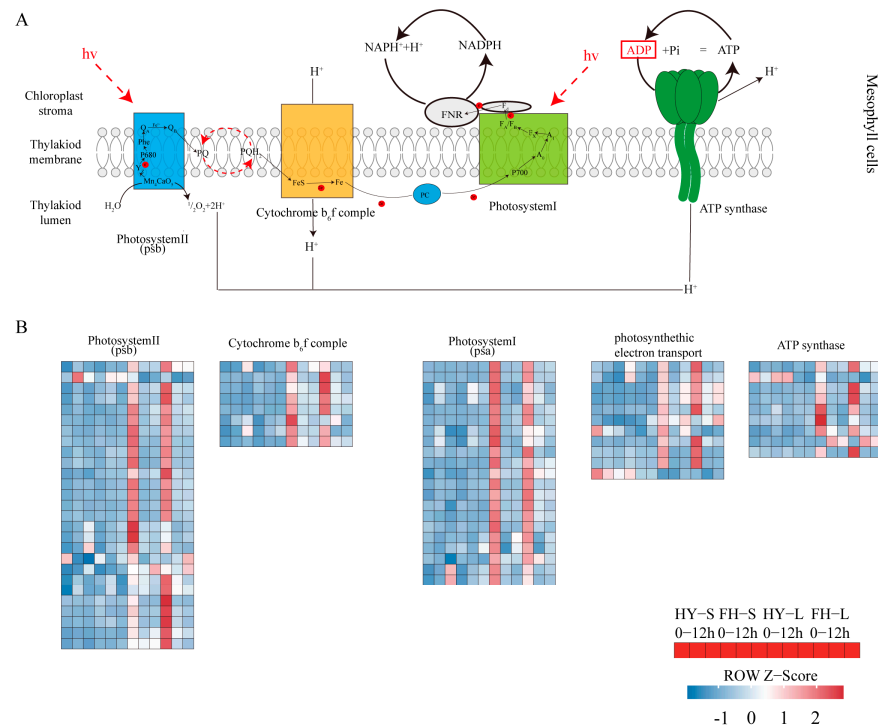 A
hv
NAPH⁺+H⁺
NADPH
hv
ADP +Pi = ATP
H⁺
H⁺
Mesophyll cells
Chloroplast
stroma
FNR
Thylakiod
membrane
Phe
P680
PQ
PQH₂
FeS
Fe
PC
P700
A₀
A₁
Thylakiod
lumen
H₂O
½O₂+2H⁺
Cytochrome b₆f comple
PhotosystemI
ATP synthase
PhotosystemII
(psb)
H⁺
H⁺
B
PhotosystemII
(psb)
Cytochrome b₆f comple
PhotosystemI
(psa)
photosynthethic
electron transport
ATP synthase
HY−S FH−S HY−L FH−L
0−12h 0−12h 0−12h 0−12h
ROW Z−Score
-1 0 1 2